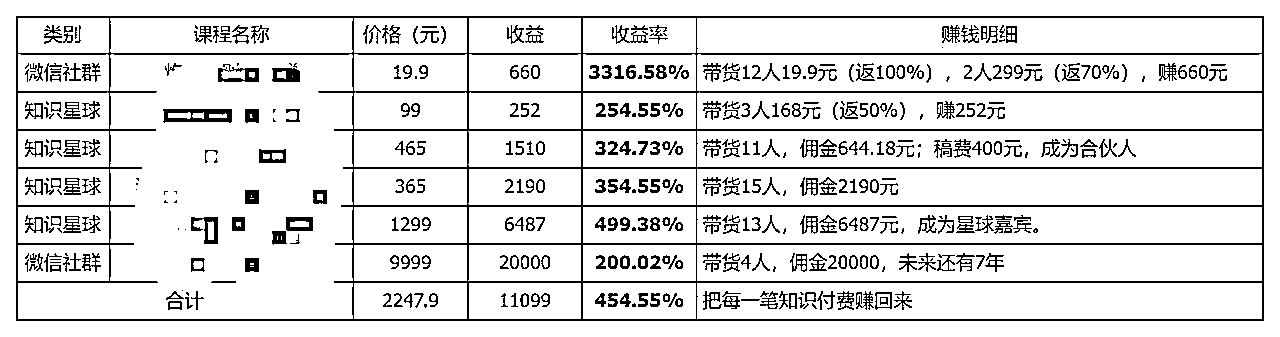 类别 课程名称 价格（元） 收益 收益率 赚钱明细
微信社群 19.9 660 3316.58% 带货12人19.9元（返100%），2人299元（返70%），赚660元
知识星球 99 252 254.55% 带货3人168元（返50%），赚252元
知识星球 465 1510 324.73% 带货11人，佣金644.18元；稿费400元，成为合伙人
知识星球 365 2190 354.55% 带货15人，佣金2190元
知识星球 1299 6487 499.38% 带货13人，佣金6487元，成为星球嘉宾。
微信社群 9999 20000 200.02% 带货4人，佣金20000，未来还有7年
合计 2247.9 11099 454.55% 把每一笔知识付费赚回来